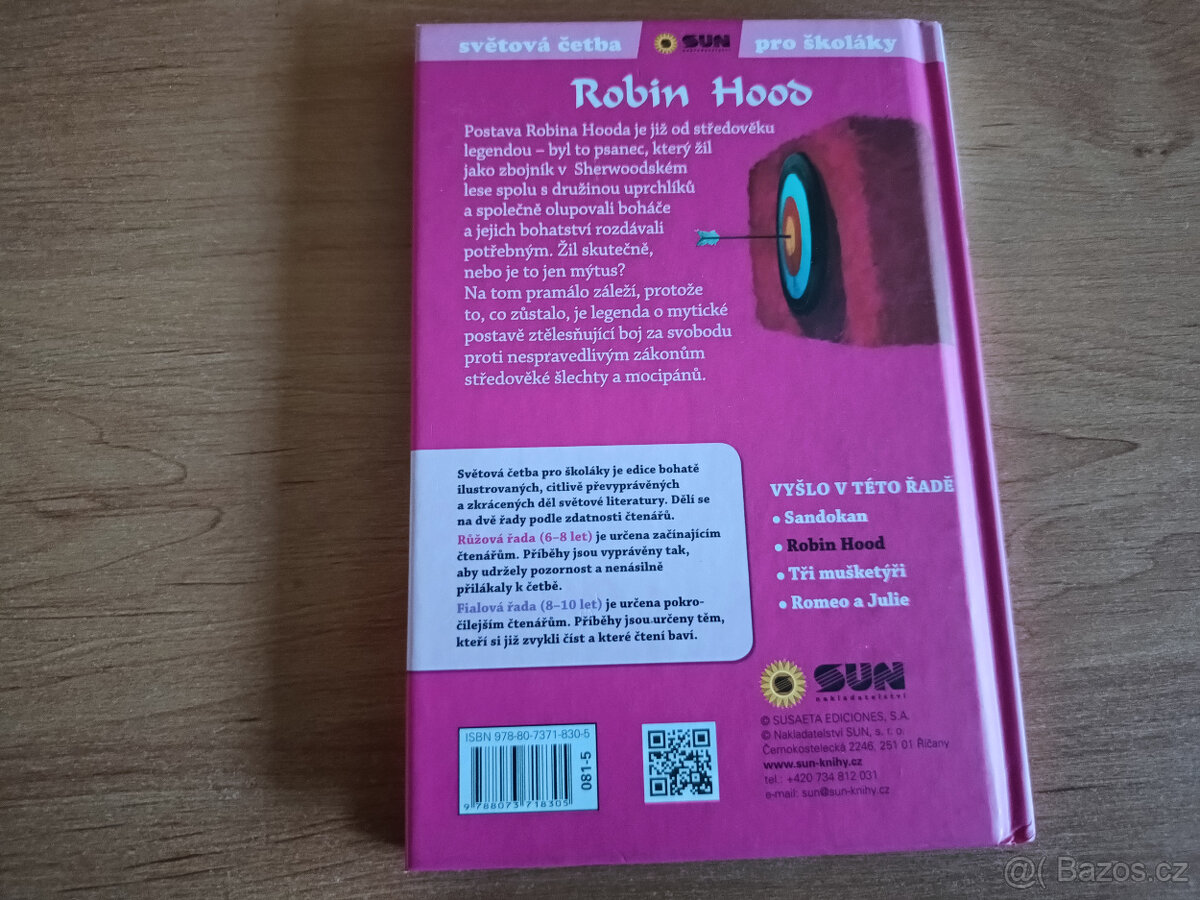 světová četba SUN nakladatelství pro školáky
Robin Hood
Postava Robina Hooda je již od středověku
legendou – byl to psanec, který žil
jako zbojník v Sherwoodském
lese spolu s družinou uprchlíků
a společně olupovali boháče
a jejich bohatství rozdávali
potřebným. Žil skutečně,
nebo je to jen mýtus?
Na tom pramálo záleží, protože
to, co zůstalo, je legenda o mytické
postavě ztělesňující boj za svobodu
proti nespravedlivým zákonům
středověké šlechty a mocipánů.
Světová četba pro školáky je edice bohatě
ilustrovaných, citlivě převyprávěných
a zkrácených děl světové literatury. Dělí se
na dvě řady podle zdatnosti čtenářů.
Růžová řada (6–8 let) je určena začínajícím
čtenářům. Příběhy jsou vyprávěny tak,
aby udržely pozornost a nenásilně
přilákaly k četbě.
Fialová řada (8–10 let) je určena pokro-
čilejším čtenářům. Příběhy jsou určeny těm,
kteří si již zvykli číst a které čtení baví.
VYŠLO V TÉTO ŘADĚ
• Sandokan
• Robin Hood
• Tři mušketýři
• Romeo a Julie
SUN
nakladatelství
© SUSAETA EDICIONES, S.A.
© Nakladatelství SUN, s. r. o.
Černokostelecká 2246, 251 01 Říčany
www.sun-knihy.cz
tel.: +420 734 812 031
e-mail: sun@sun-knihy.cz
ISBN 978-80-7371-830-5
081-5
9 788073 718305
@( Bazos.cz